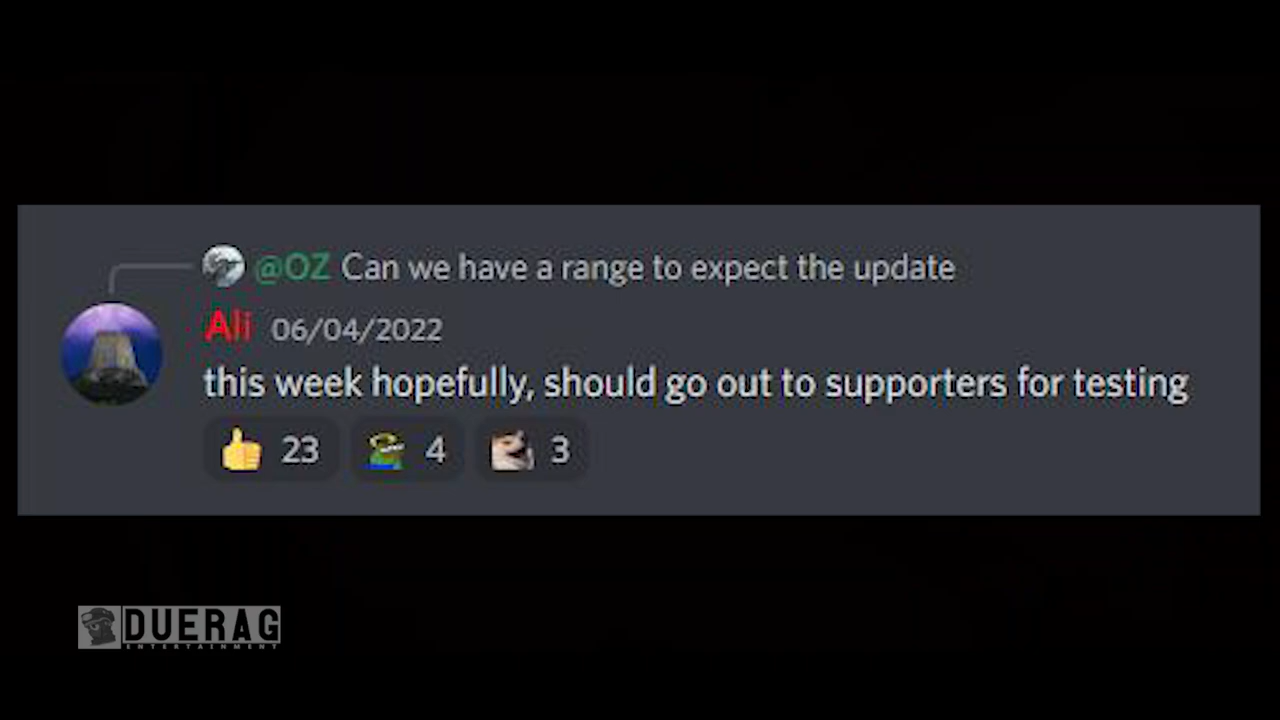 @OZ Can we have a range to expect the update
Ali 06/04/2022
this week hopefully, should go out to supporters for testing
23 4 3
DUERAG
ENTERTAINMENT